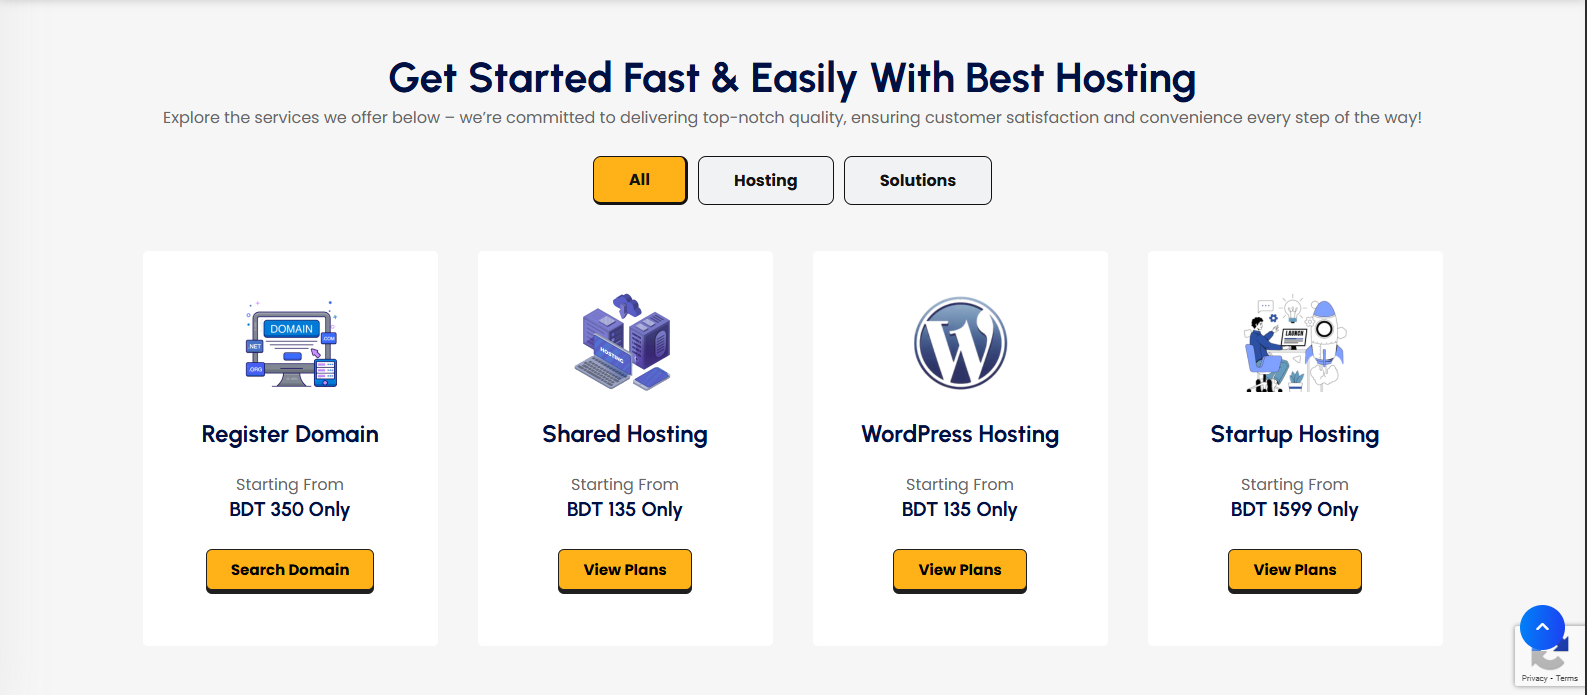 Get Started Fast & Easily With Best Hosting
Explore the services we offer below – we’re committed to delivering top-notch quality, ensuring customer satisfaction and convenience every step of the way!
All
Hosting
Solutions
DOMAIN
.COM
.NET
.ORG
HOSTING
W
LAUNCH
Register Domain
Shared Hosting
WordPress Hosting
Startup Hosting
Starting From
Starting From
Starting From
Starting From
BDT 350 Only
BDT 135 Only
BDT 135 Only
BDT 1599 Only
Search Domain
View Plans
View Plans
View Plans
Privacy - Terms